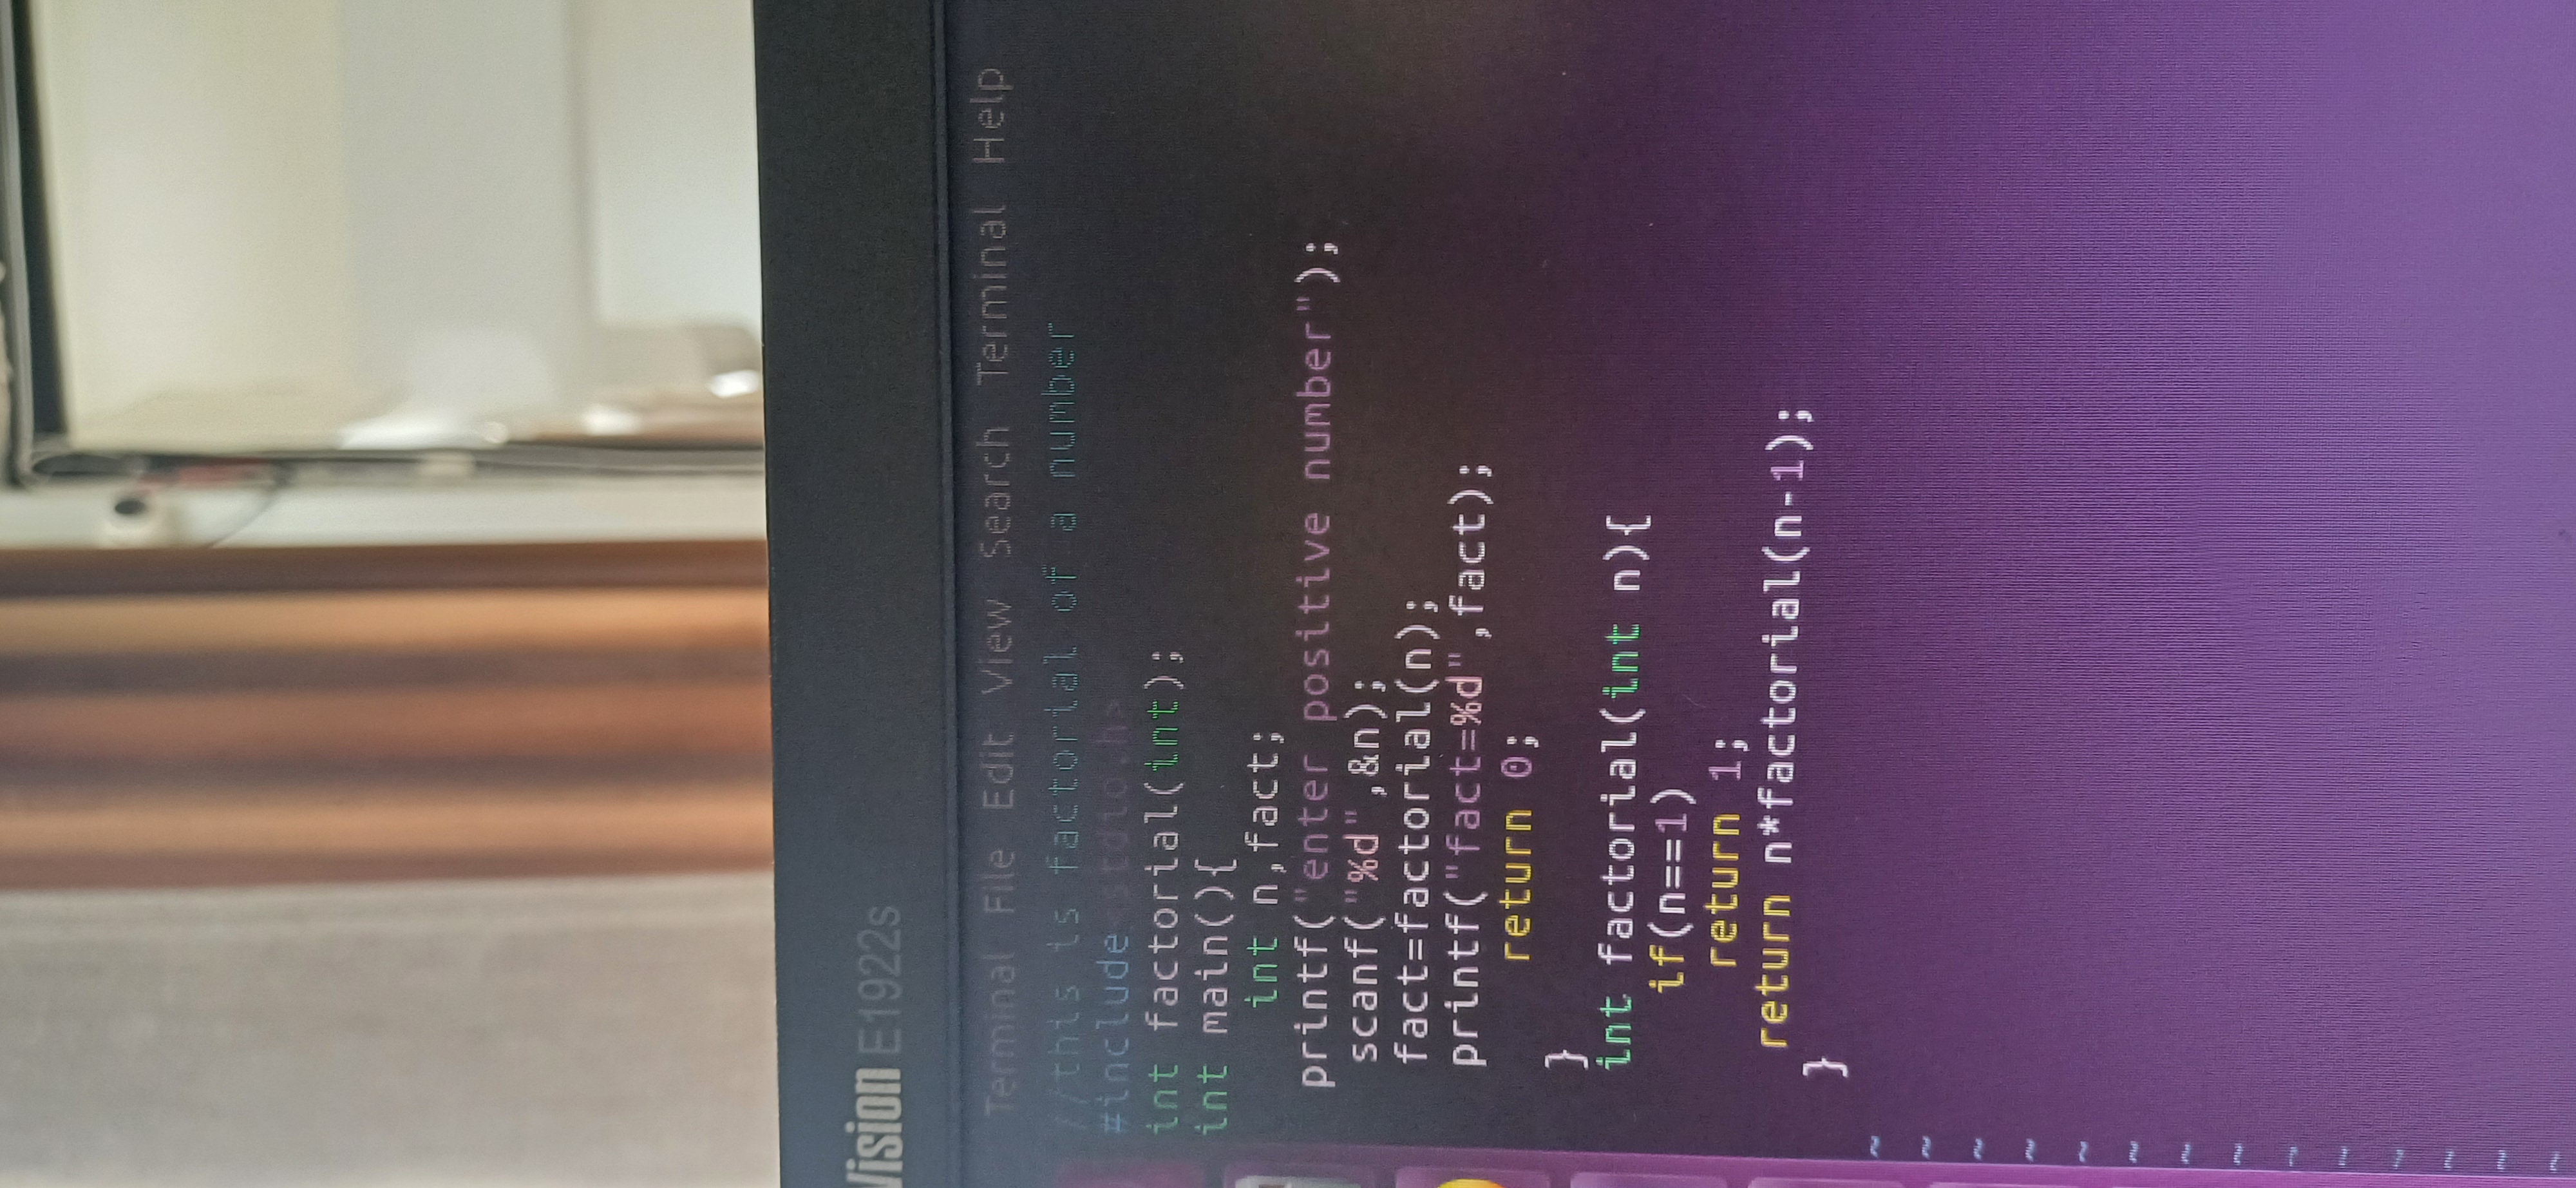 Vision E1922s
Terminal File Edit View Search Terminal Help
//this is factorial of a number
#include<stdio.h>
int factorial(int);
int main(){
int n,fact;
printf("enter positive number");
scanf("%d",&n);
fact=factorial(n);
printf("fact=%d",fact);
return 0;
}
int factorial(int n){
if(n==1)
return 1;
return n*factorial(n-1);
}
~
~
~
~
~
~
~
~
~
~
~
~
~
~